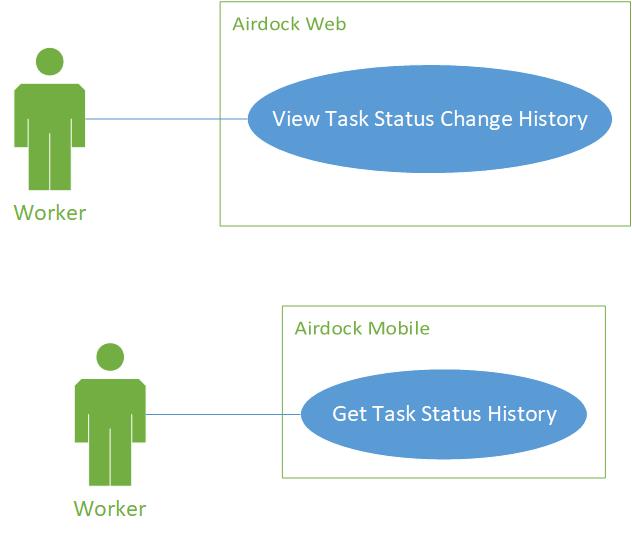 Airdock Web
View Task Status Change History
Worker
Airdock Mobile
Get Task Status History
Worker